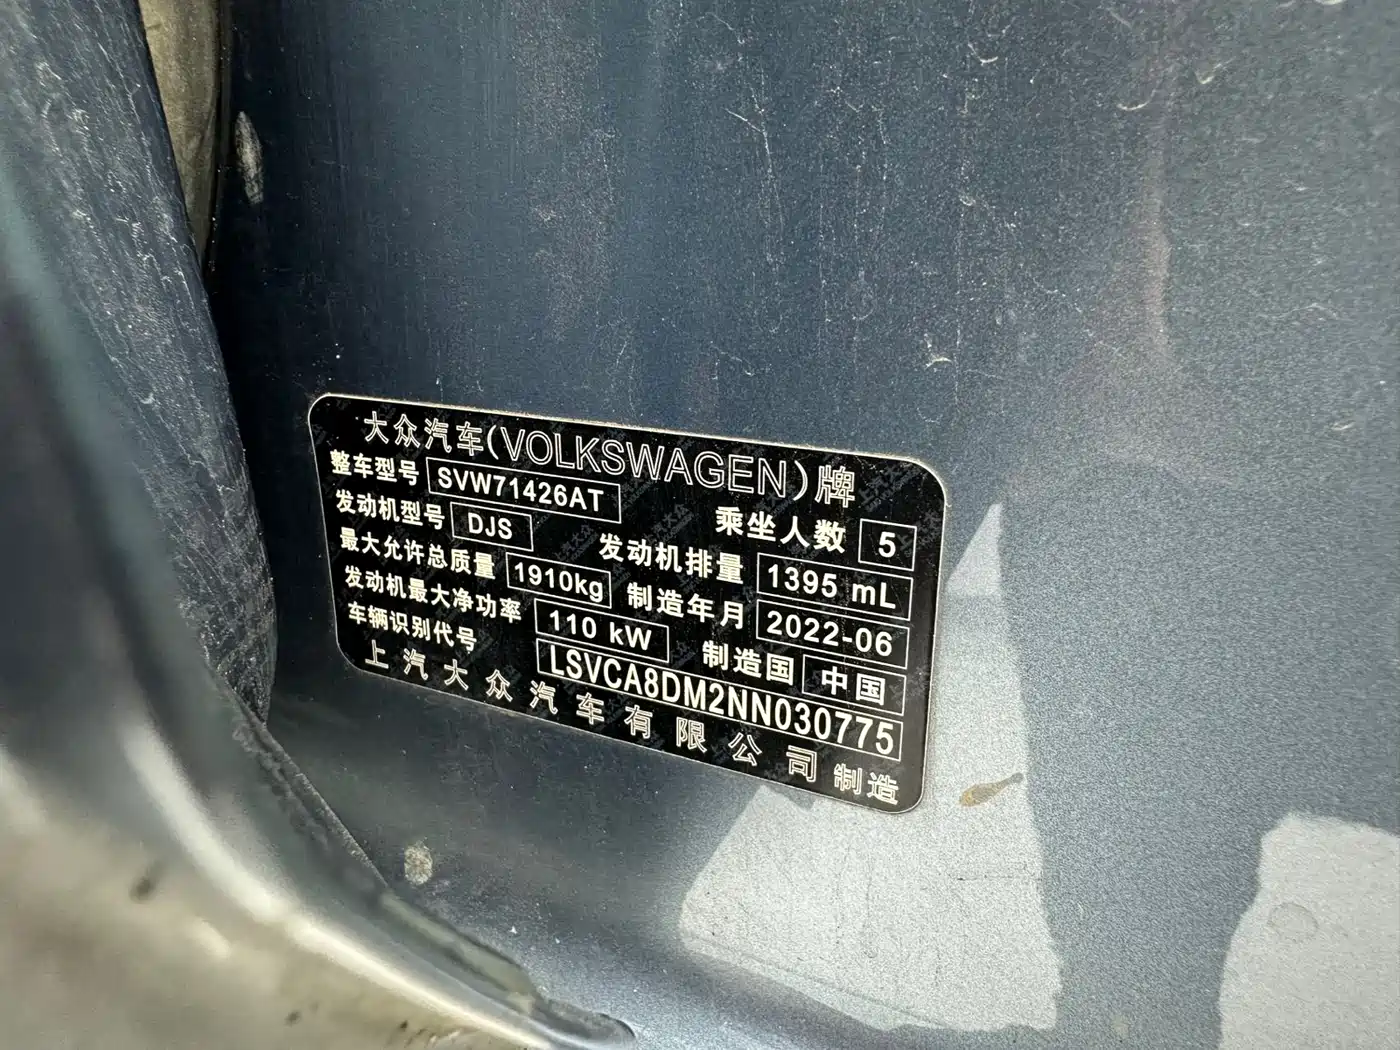 大众汽车(VOLKSWAGEN)牌
整车型号 SVW71426AT 乘坐人数 5
发动机型号 DJS 发动机排量 1395 mL
最大允许总质量 1910kg 制造年月 2022-06
发动机最大净功率 110 kW 制造国 中国
车辆识别代号 LSVCA8DM2NN030775
上汽大众汽车有限公司 制造